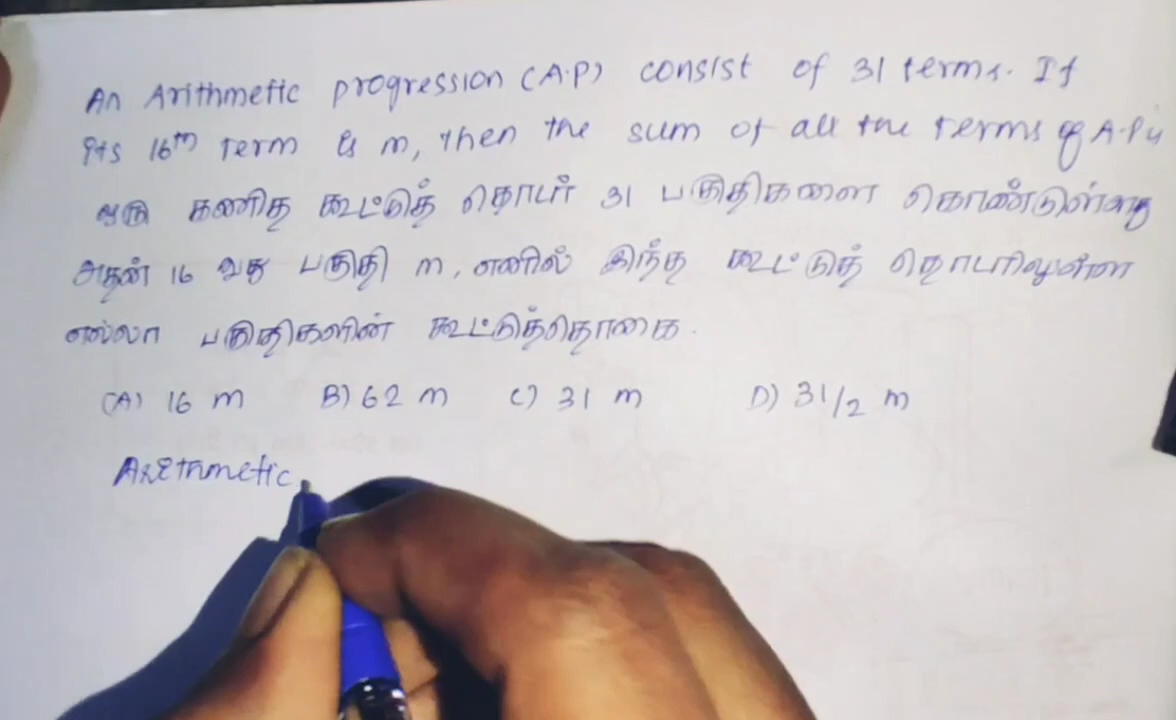 An Arithmetic progression (A.P) consist of 31 terms. If
its 16th term is m, then the sum of all the terms of A.P is
ஒரு கணித கூட்டுத் தொடர் 31 பகுதிகளை கொண்டுள்ளது
அதன் 16 வது பகுதி m, எனில் இந்த கூட்டுத் தொடரிலுள்ள
எல்லா பகுதிகளின் கூட்டுத்தொகை.
(A) 16 m B) 62 m C) 31 m D) 31/2 m
Arithmetic